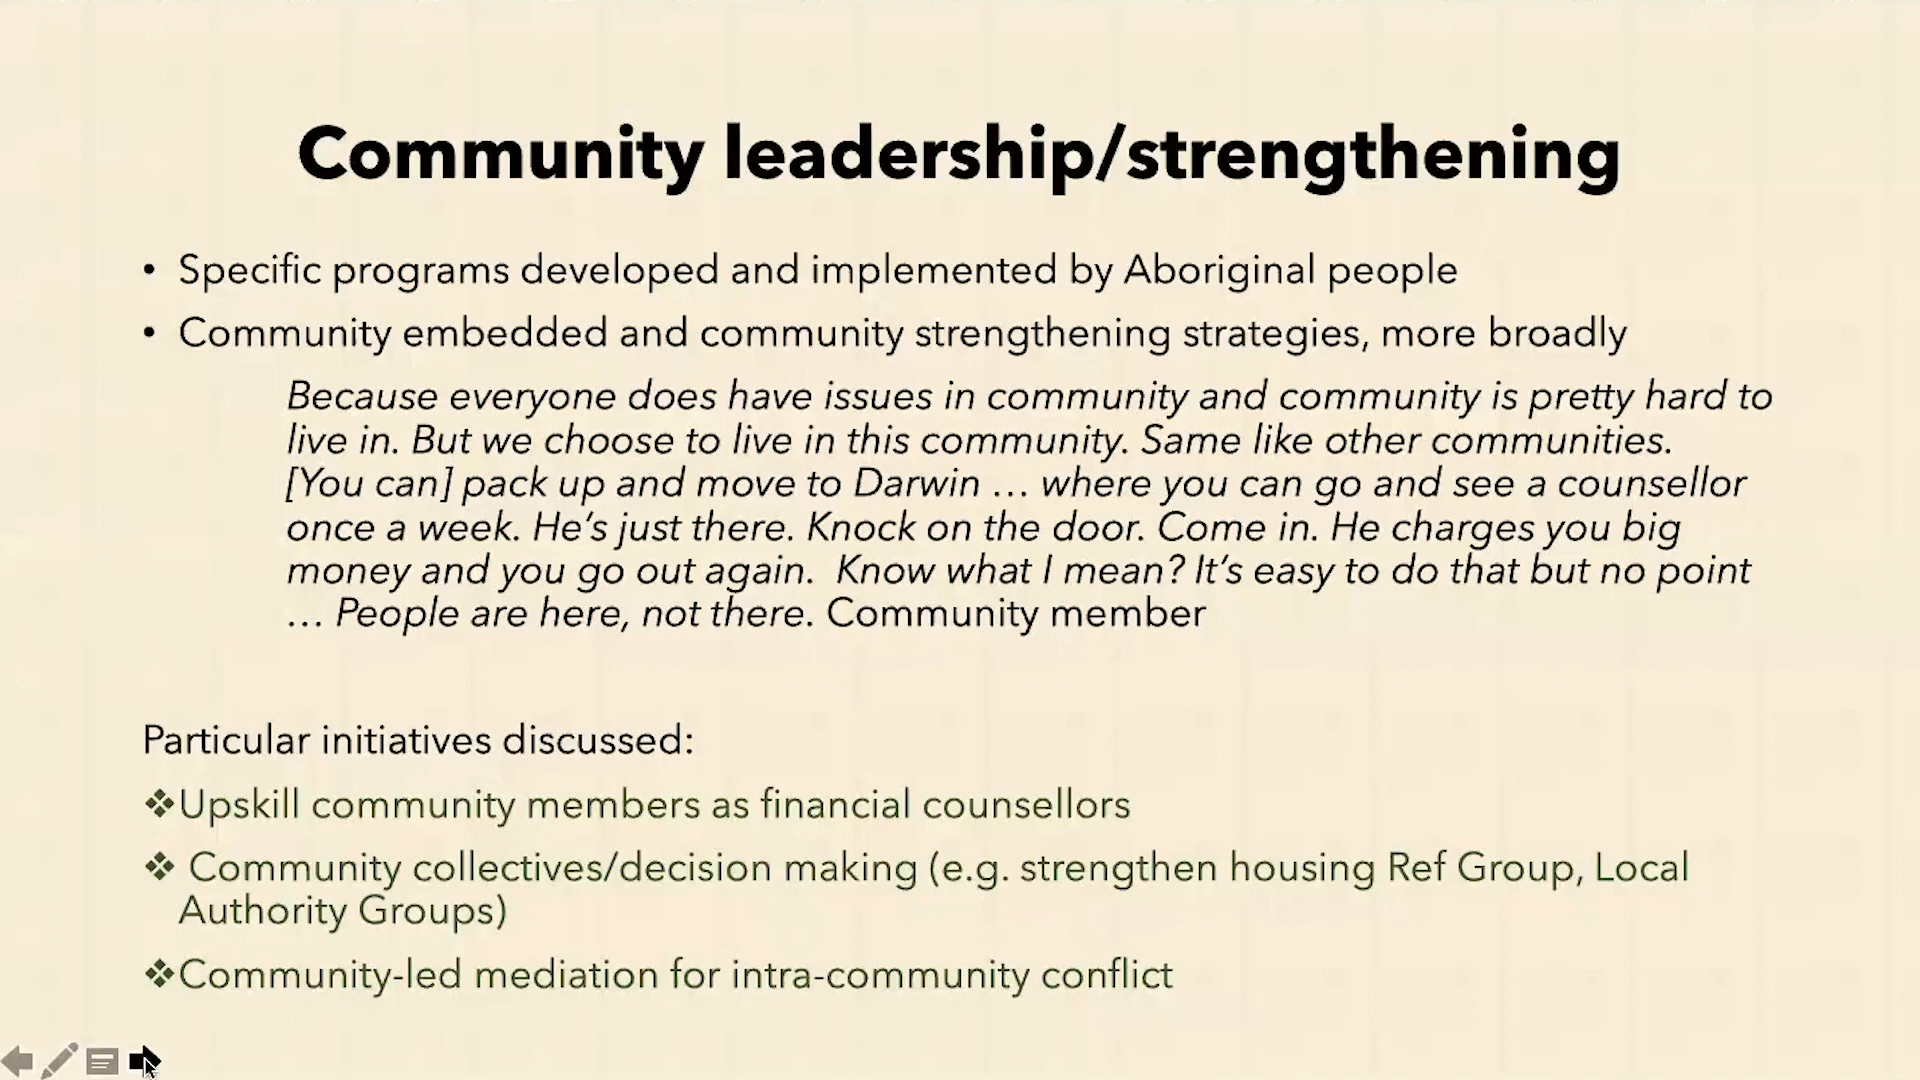 Community leadership/strengthening
• Specific programs developed and implemented by Aboriginal people
• Community embedded and community strengthening strategies, more broadly
Because everyone does have issues in community and community is pretty hard to
live in. But we choose to live in this community. Same like other communities.
[You can] pack up and move to Darwin … where you can go and see a counsellor
once a week. He’s just there. Knock on the door. Come in. He charges you big
money and you go out again.  Know what I mean? It’s easy to do that but no point
… People are here, not there. Community member
Particular initiatives discussed:
❖Upskill community members as financial counsellors
❖ Community collectives/decision making (e.g. strengthen housing Ref Group, Local
Authority Groups)
❖Community-led mediation for intra-community conflict